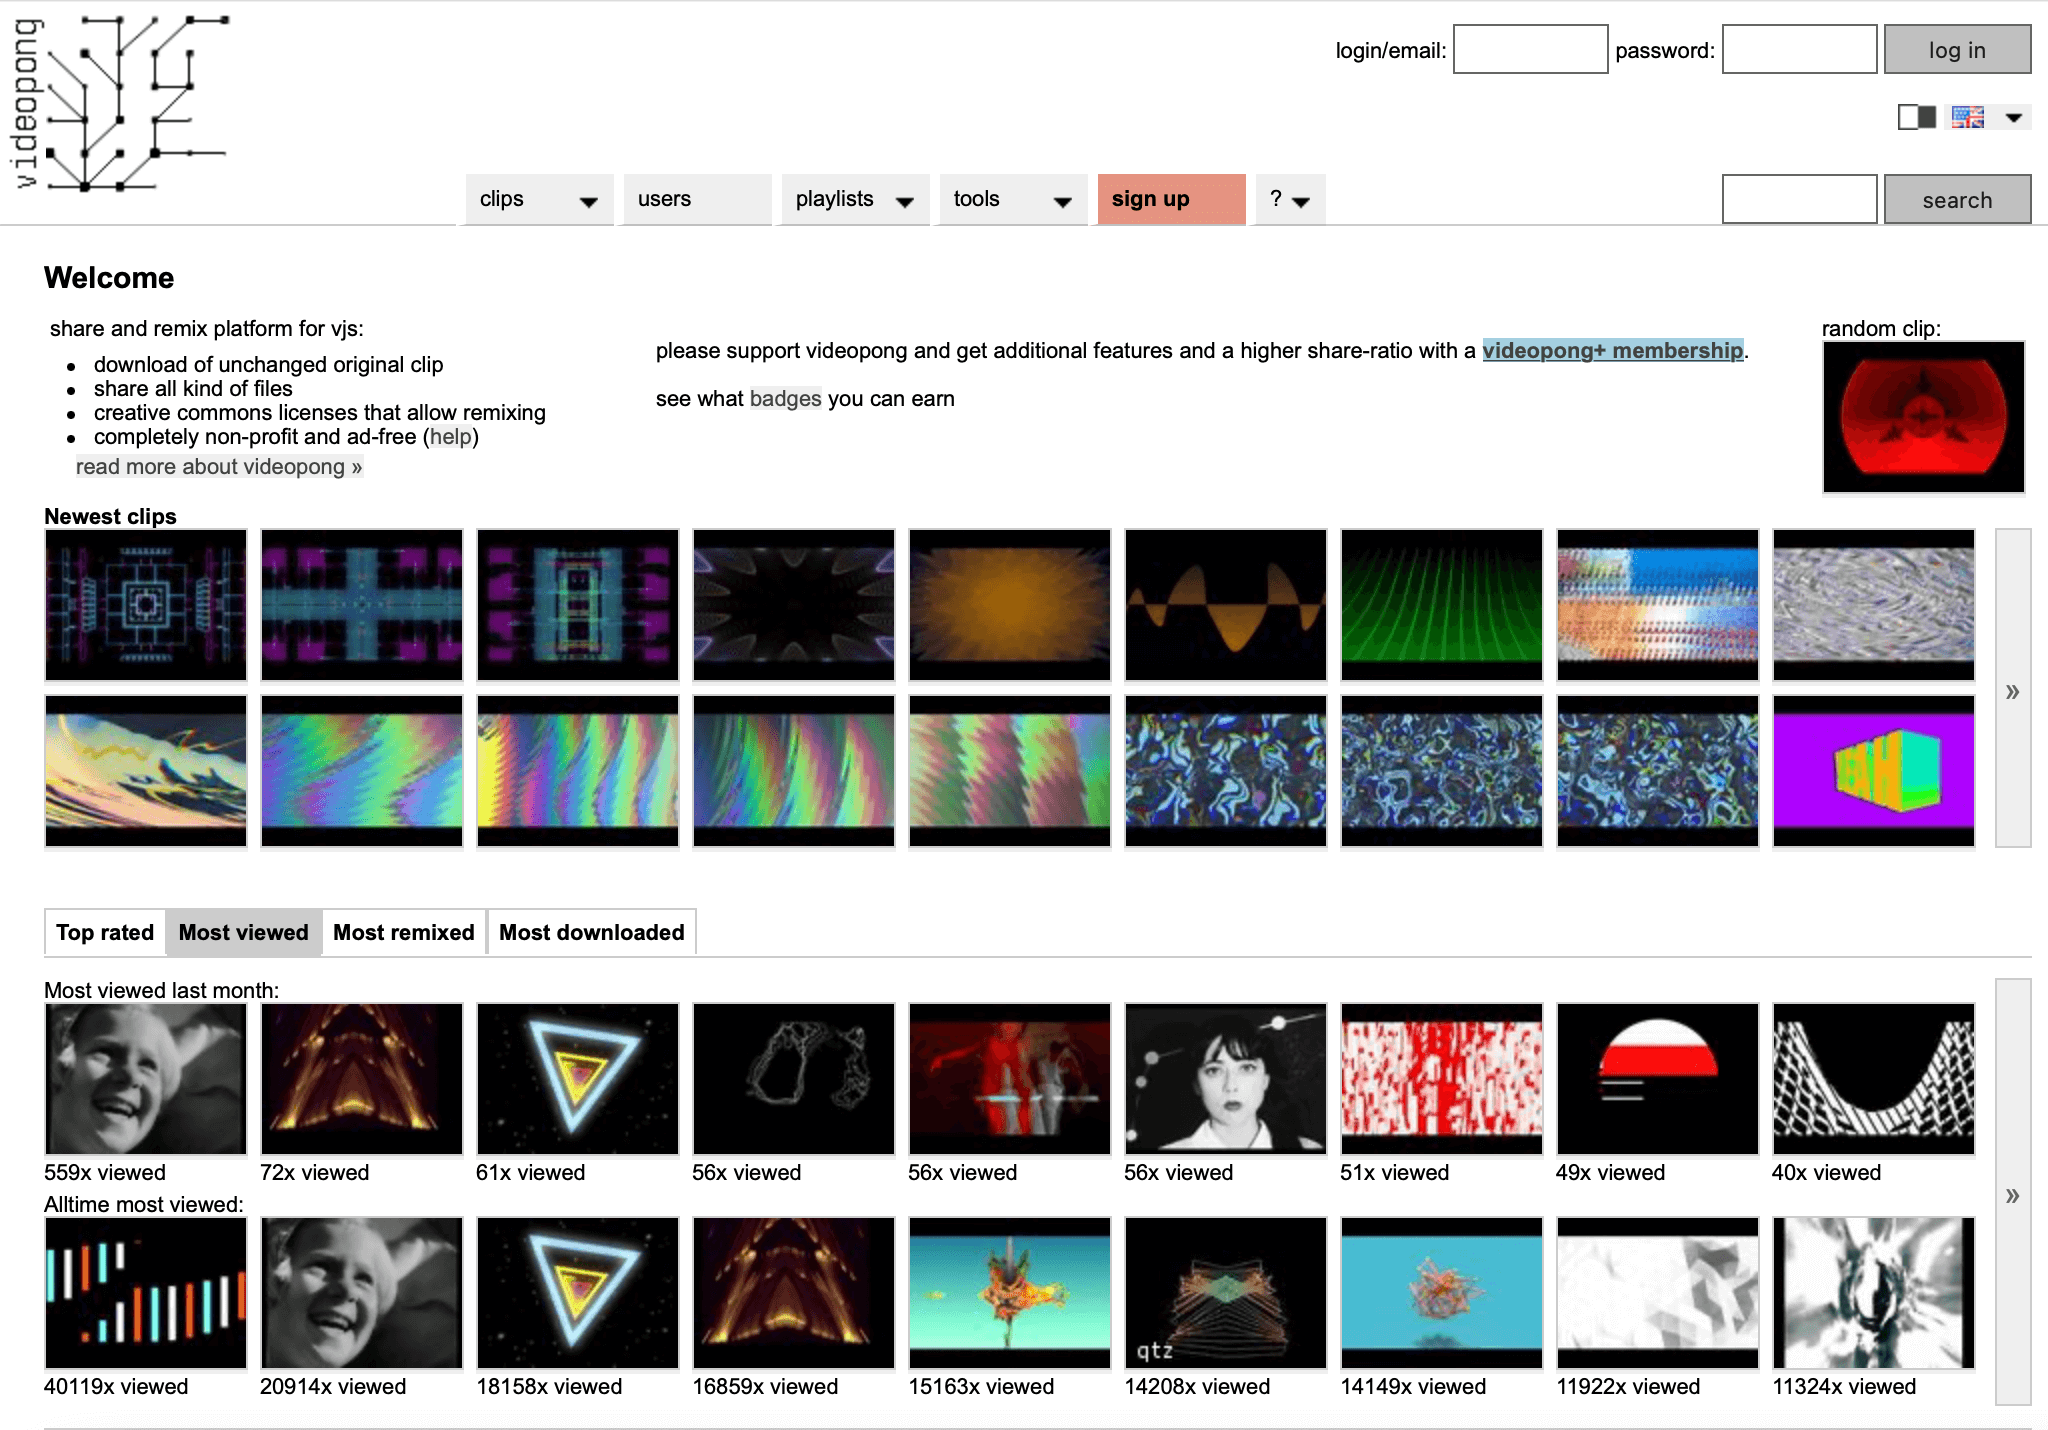 videopong
login/email:
password:
log in
clips
users
playlists
tools
sign up
?
search
Welcome
share and remix platform for vjs:
download of unchanged original clip
share all kind of files
creative commons licenses that allow remixing
completely non-profit and ad-free (help)
read more about videopong »
please support videopong and get additional features and a higher share-ratio with a videopong+ membership.
see what badges you can earn
random clip:
Newest clips
»
Top rated
Most viewed
Most remixed
Most downloaded
Most viewed last month:
559x viewed
72x viewed
61x viewed
56x viewed
56x viewed
56x viewed
51x viewed
49x viewed
40x viewed
»
Alltime most viewed:
qtz
40119x viewed
20914x viewed
18158x viewed
16859x viewed
15163x viewed
14208x viewed
14149x viewed
11922x viewed
11324x viewed